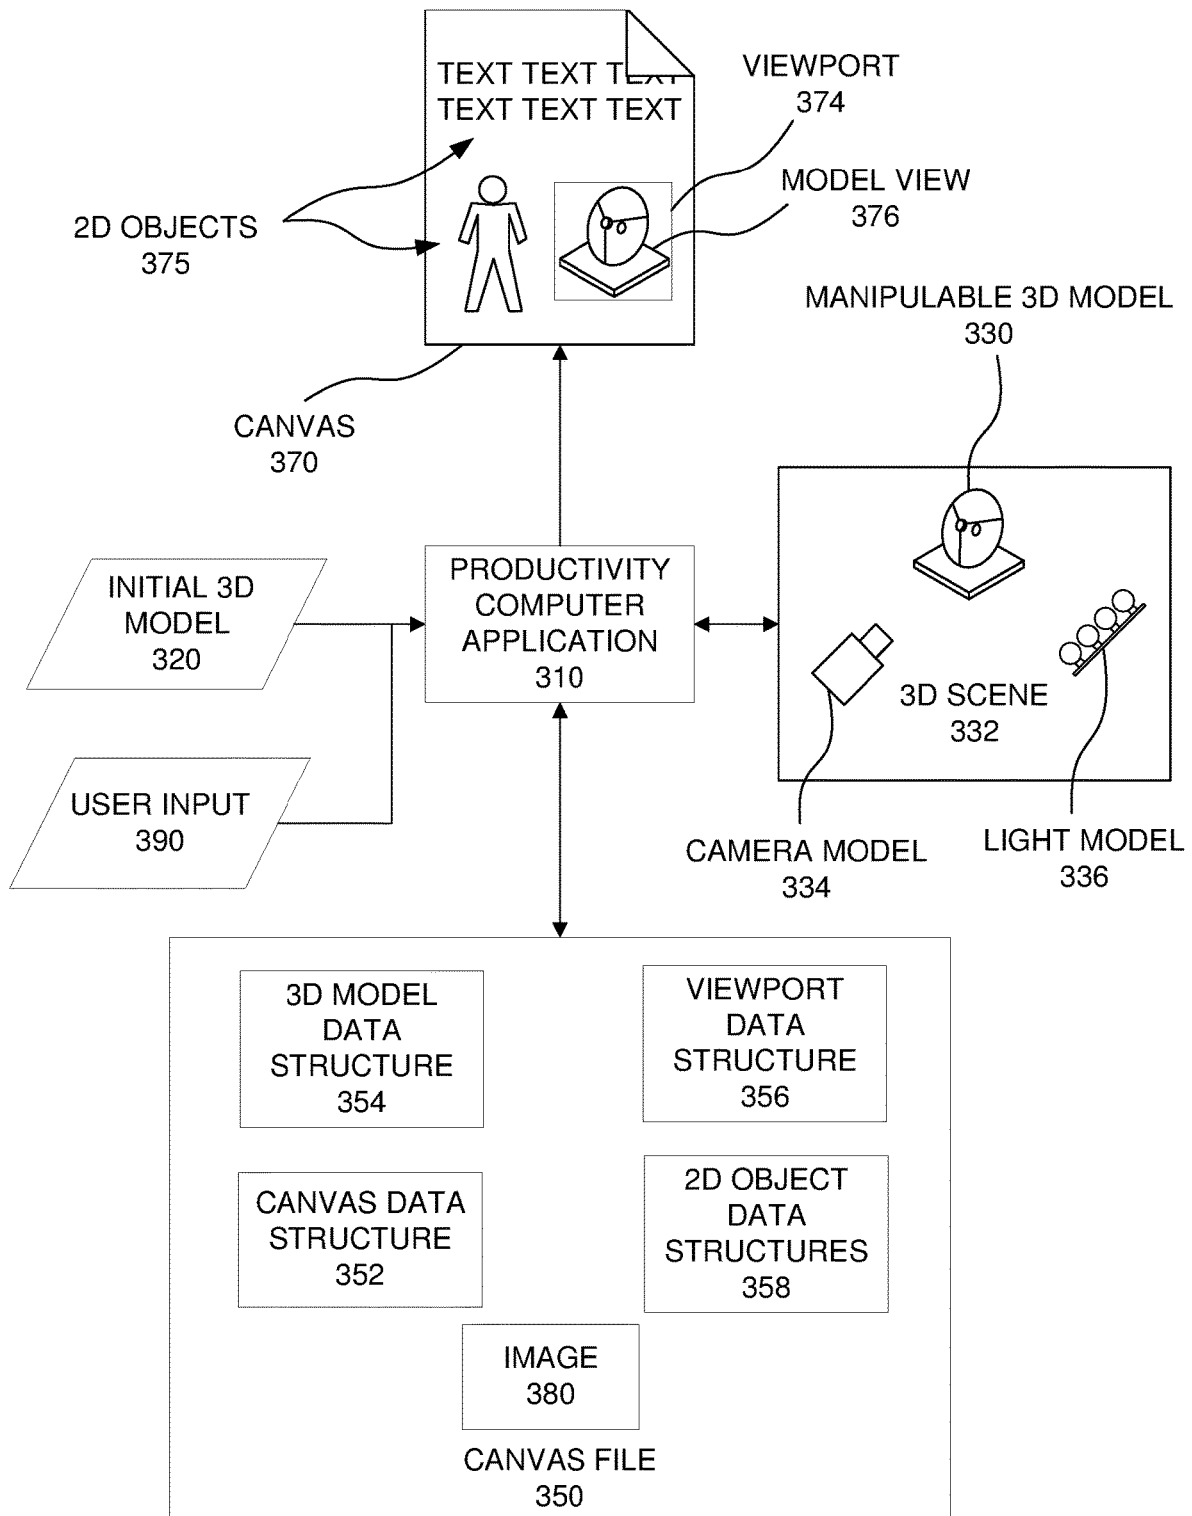 TEXT TEXT TEXT
TEXT TEXT TEXT
VIEWPORT
374
MODEL VIEW
376
2D OBJECTS
375
MANIPULABLE 3D MODEL
330
CANVAS
370
INITIAL 3D
MODEL
320
PRODUCTIVITY
COMPUTER
APPLICATION
310
3D SCENE
332
USER INPUT
390
CAMERA MODEL
334
LIGHT MODEL
336
3D MODEL
DATA
STRUCTURE
354
VIEWPORT
DATA
STRUCTURE
356
CANVAS DATA
STRUCTURE
352
2D OBJECT
DATA
STRUCTURES
358
IMAGE
380
CANVAS FILE
350